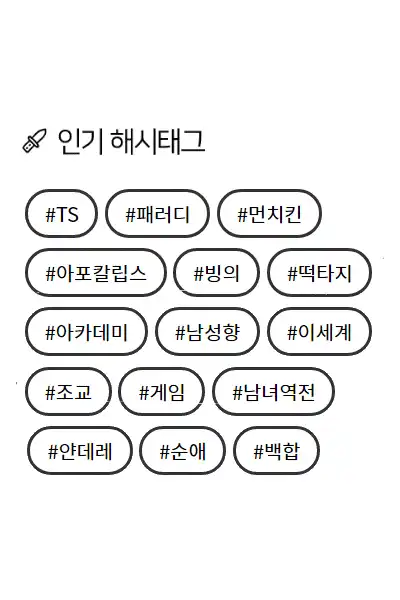 인기 해시태그
#TS #패러디 #먼치킨
#아포칼립스 #빙의 #떡타지
#아카데미 #남성향 #이세계
#조교 #게임 #남녀역전
#얀데레 #순애 #백합